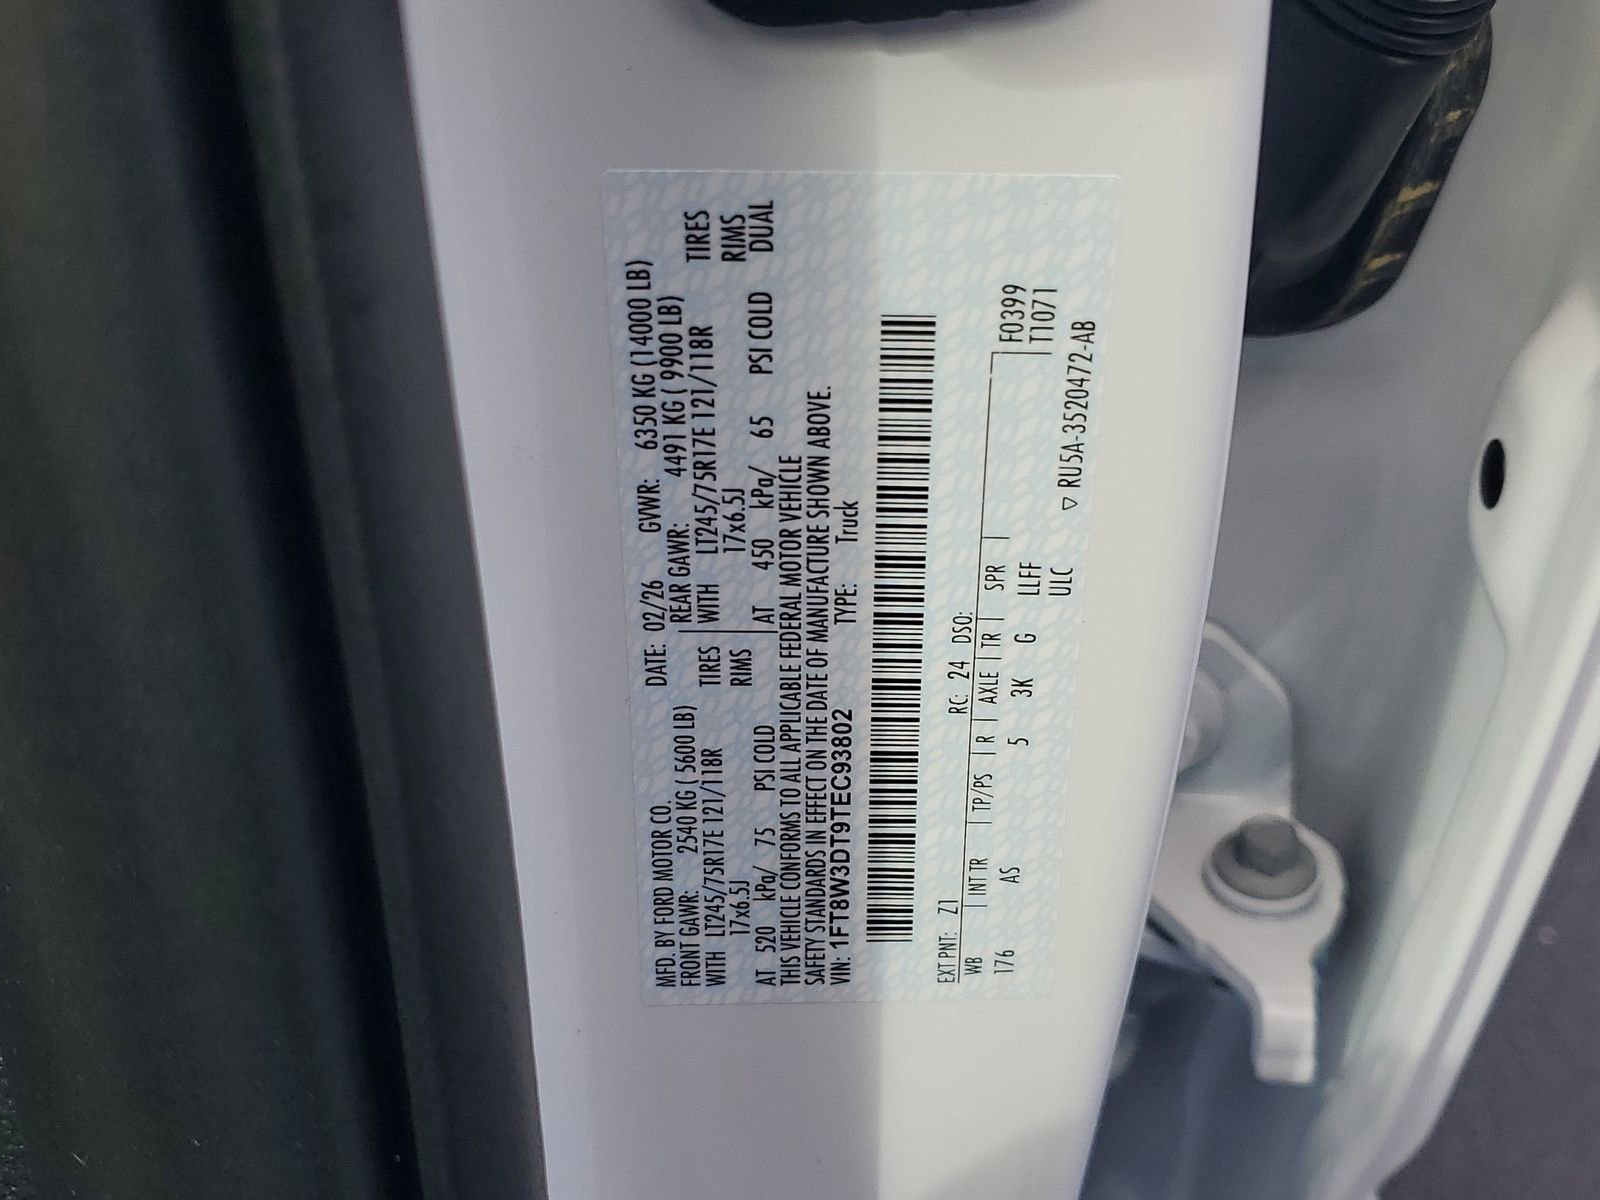 MFD. BY FORD MOTOR CO. DATE: 02/26 GVWR: 6350 KG (14000 LB)
FRONT GAWR: 2540 KG ( 5600 LB) REAR GAWR: 4491 KG ( 9900 LB)
WITH LT245/75R17E 121/118R TIRES WITH LT245/75R17E 121/118R TIRES
17x6.5J RIMS 17x6.5J RIMS
AT 520 kPa/ 75 PSI COLD AT 450 kPa/ 65 PSI COLD DUAL
THIS VEHICLE CONFORMS TO ALL APPLICABLE FEDERAL MOTOR VEHICLE
SAFETY STANDARDS IN EFFECT ON THE DATE OF MANUFACTURE SHOWN ABOVE.
VIN: 1FT8W3DT9TEC93802 TYPE: Truck
EXT PNT: Z1 RC: 24 DSO: F0399
WB INT TR TP/PS R AXLE TR SPR T1071
176 AS 5 3K G LLFF
ULC ▽ RU5A-3520472-AB